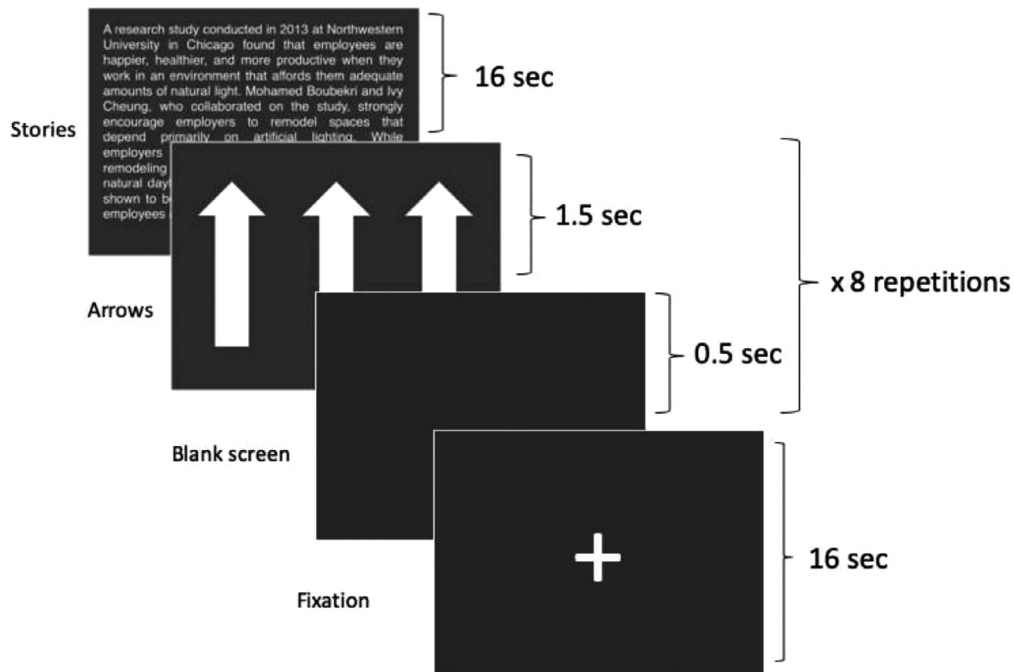 A research study conducted in 2013 at Northwestern
University in Chicago found that employees are
happier, healthier, and more productive when they
work in an environment that affords them adequate
amounts of natural light. Mohamed Boubekri and Ivy
Cheung, who collaborated on the study, strongly
encourage employers to remodel spaces that
depend primarily on artificial lighting. While
employers
remodeling
natural
shown to
employees
16 sec
Stories
1.5 sec
Arrows
x 8 repetitions
0.5 sec
Blank screen
16 sec
Fixation